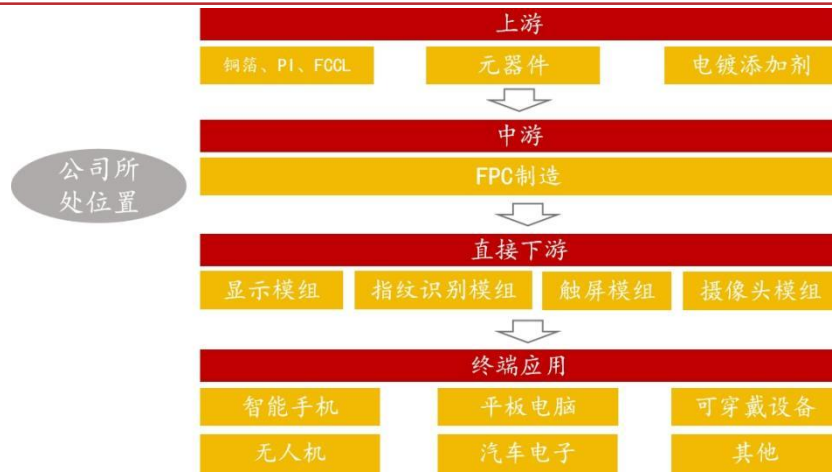 上游
铜箔、PI、FCCL
元器件
电镀添加剂
中游
公司所
处位置
FPC制造
直接下游
显示模组
指纹识别模组
触屏模组
摄像头模组
终端应用
智能手机
平板电脑
可穿戴设备
无人机
汽车电子
其他